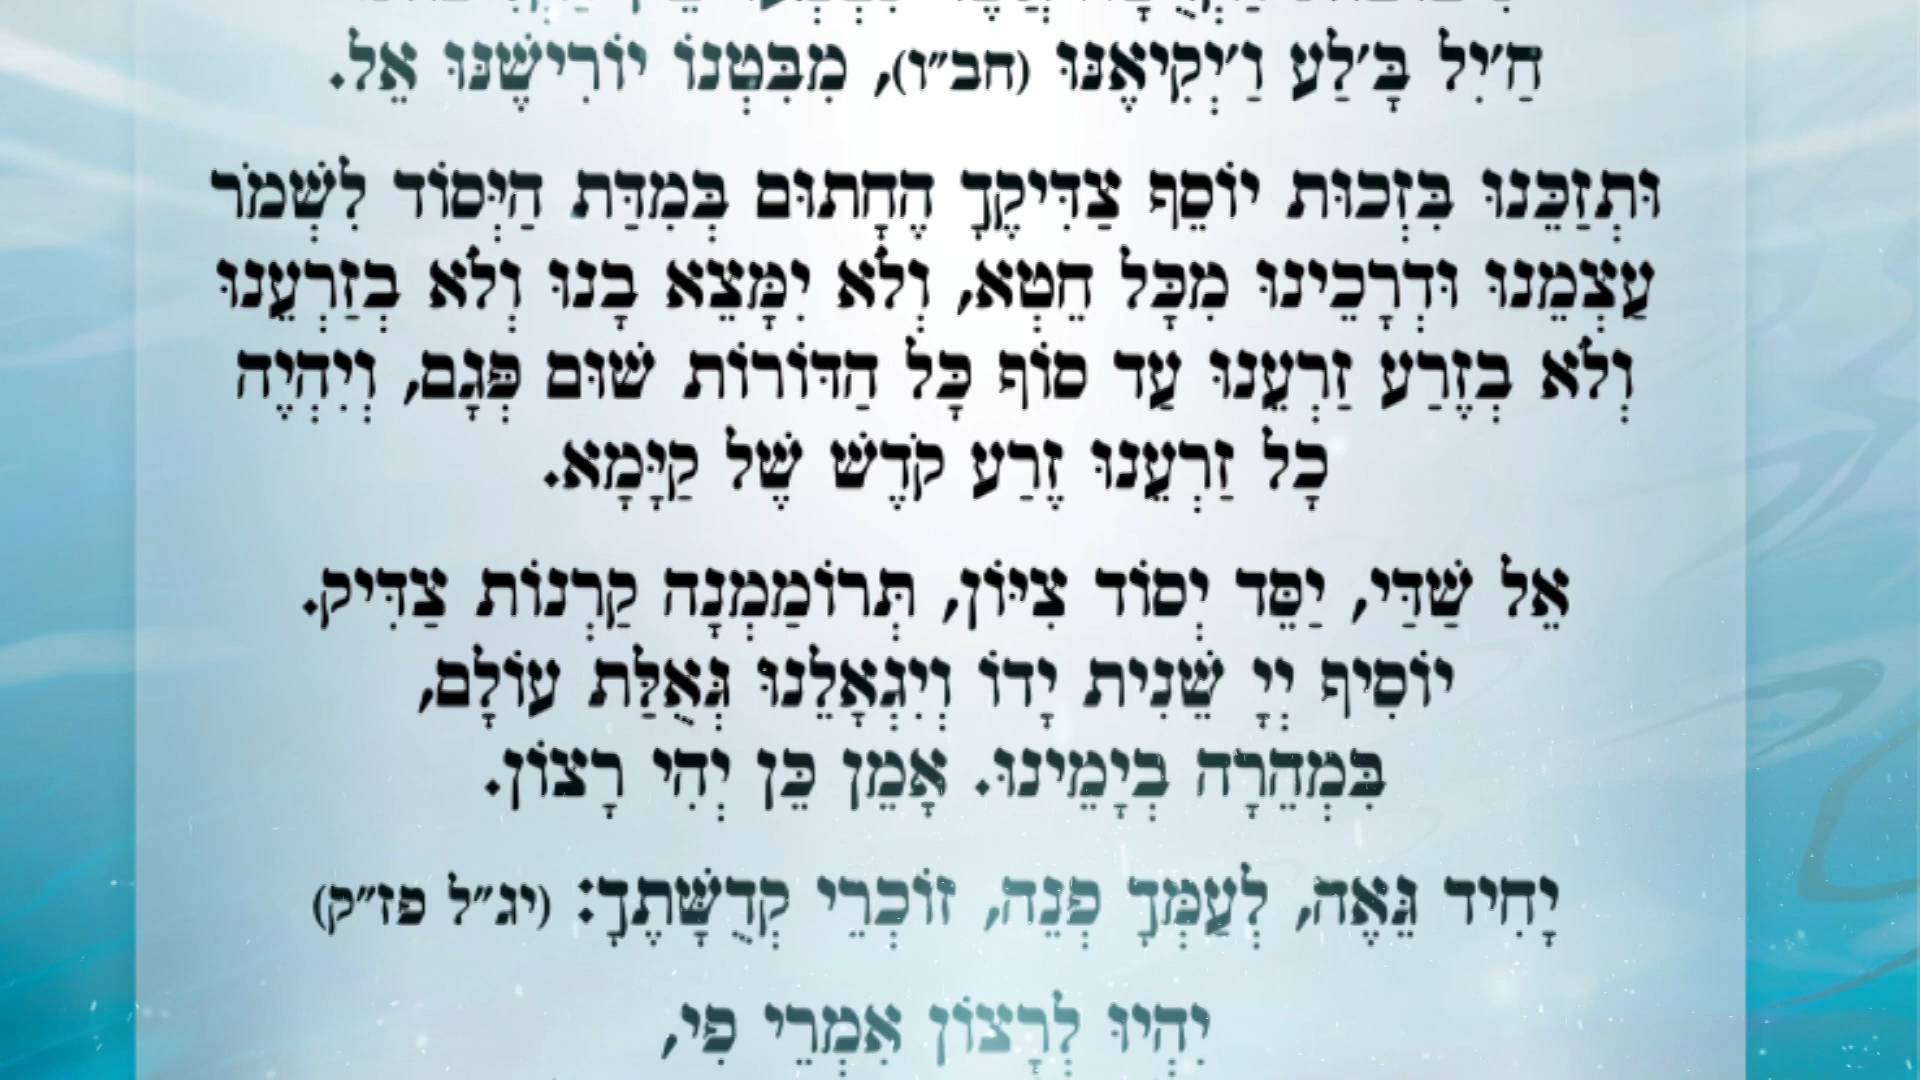 חַ׳יִל בָּ׳לַע וַ׳יְקִיאֶנּוּ (חב״ו), מִבִּטְנוֹ יוֹרִישֶׁנּוּ אֵל.
וּתְזַכֵּנוּ בִּזְכוּת יוֹסֵף צַדִּיקֶךָ הֶחָתוּם בְּמִדַּת הַיְּסוֹד לִשְׁמֹר
עַצְמֵנוּ וּדְרָכֵינוּ מִכָּל חֵטְא, וְלֹא יִמָּצֵא בָנוּ וְלֹא בְזַרְעֵנוּ
וְלֹא בְזֶרַע זַרְעֵנוּ עַד סוֹף כָּל הַדּוֹרוֹת שׁוּם פְּגָם, וְיִהְיֶה
כָל זַרְעֵנוּ זֶרַע קֹדֶשׁ שֶׁל קַיָּמָא.
אֵל שַׁדַּי, יַסֵּד יְסוֹד צִיּוֹן, תְּרוֹמַמְנָה קַרְנוֹת צַדִּיק.
יוֹסִיף יְיָ שֵׁנִית יָדוֹ וְיִגְאָלֵנוּ גְּאֻלַּת עוֹלָם,
בִּמְהֵרָה בְיָמֵינוּ. אָמֵן כֵּן יְהִי רָצוֹן.
יָחִיד גֵּאֶה, לְעַמְּךָ פְּנֵה, זוֹכְרֵי קְדֻשָּׁתֶךָ: (יג״ל פז״ק)
יִהְיוּ לְרָצוֹן אִמְרֵי פִי,